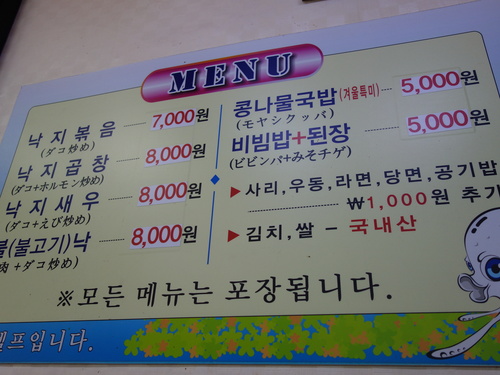 MENU
낙지볶음 7,000원
(ダコ炒め)
낙지곱창 8,000원
(ダコ+ホルモン炒め)
낙지새우 8,000원
(ダコ+えび炒め)
불(불고기)낙 8,000원
肉+ダコ炒め)
콩나물국밥(겨울특미) 5,000원
(モヤシクッパ)
비빔밥+된장 5,000원
(ビビンパ+みそチゲ)
▶ 사리,우동,라면,당면,공기밥
₩1,000원 추가
▶ 김치,쌀 - 국내산
※모든 메뉴는 포장됩니다.
셀프입니다.